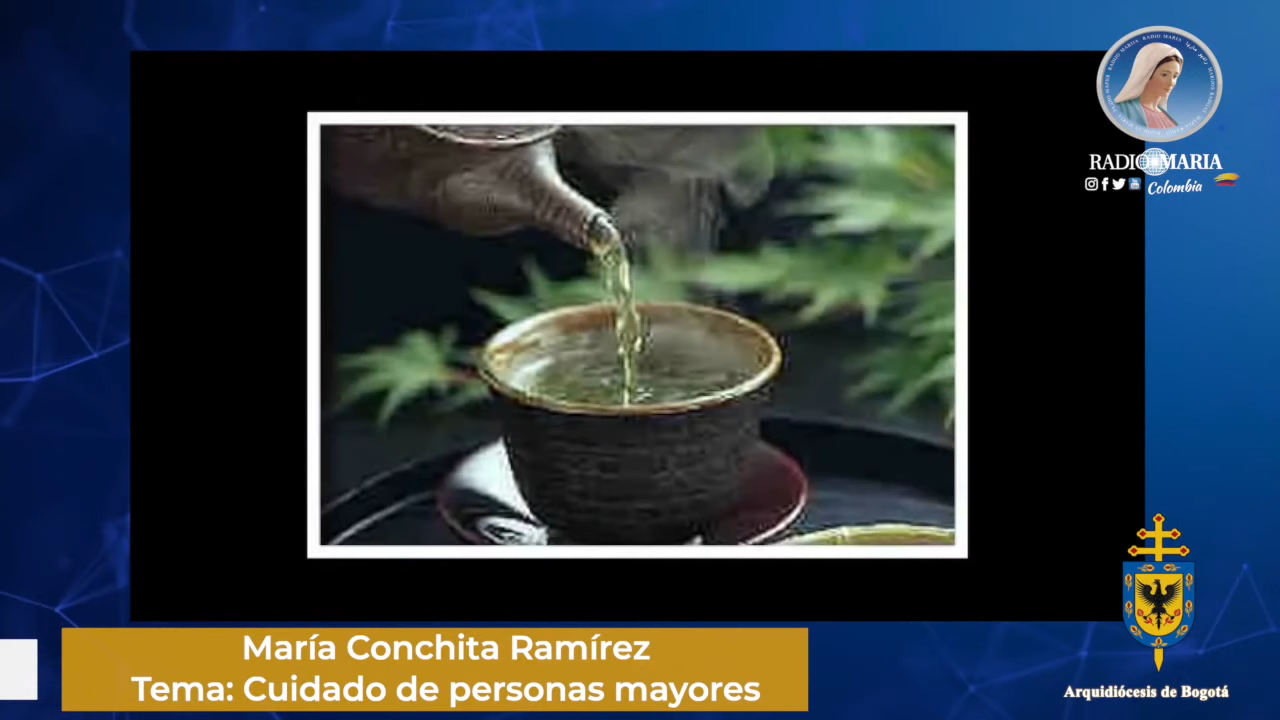 RADIO MARIA
Colombia
María Conchita Ramírez
Tema: Cuidado de personas mayores
Arquidiócesis de Bogotá